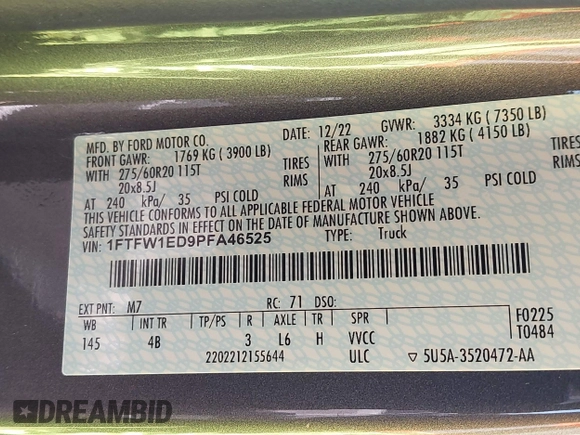 MFD. BY FORD MOTOR CO. DATE: 12/22 GVWR: 3334 KG ( 7350 LB)
FRONT GAWR: 1769 KG ( 3900 LB) REAR GAWR: 1882 KG ( 4150 LB)
WITH 275/60R20 115T TIRES WITH 275/60R20 115T TIRES
20x8.5J RIMS 20x8.5J RIMS
AT 240 kPa/ 35 PSI COLD AT 240 kPa/ 35 PSI COLD
THIS VEHICLE CONFORMS TO ALL APPLICABLE FEDERAL MOTOR VEHICLE
SAFETY AND THEFT PREVENTION STANDARDS IN EFFECT ON THE DATE OF MANUFACTURE SHOWN ABOVE.
VIN: 1FTFW1ED9PFA46525 TYPE: Truck
EXT PNT: M7 RC: 71 DSO:
WB INT TR TP/PS R AXLE TR SPR F0225
145 4B 3 L6 H VVCC T0484
2202212155644 ULC ▽ 5U5A-3520472-AA
DREAMBID